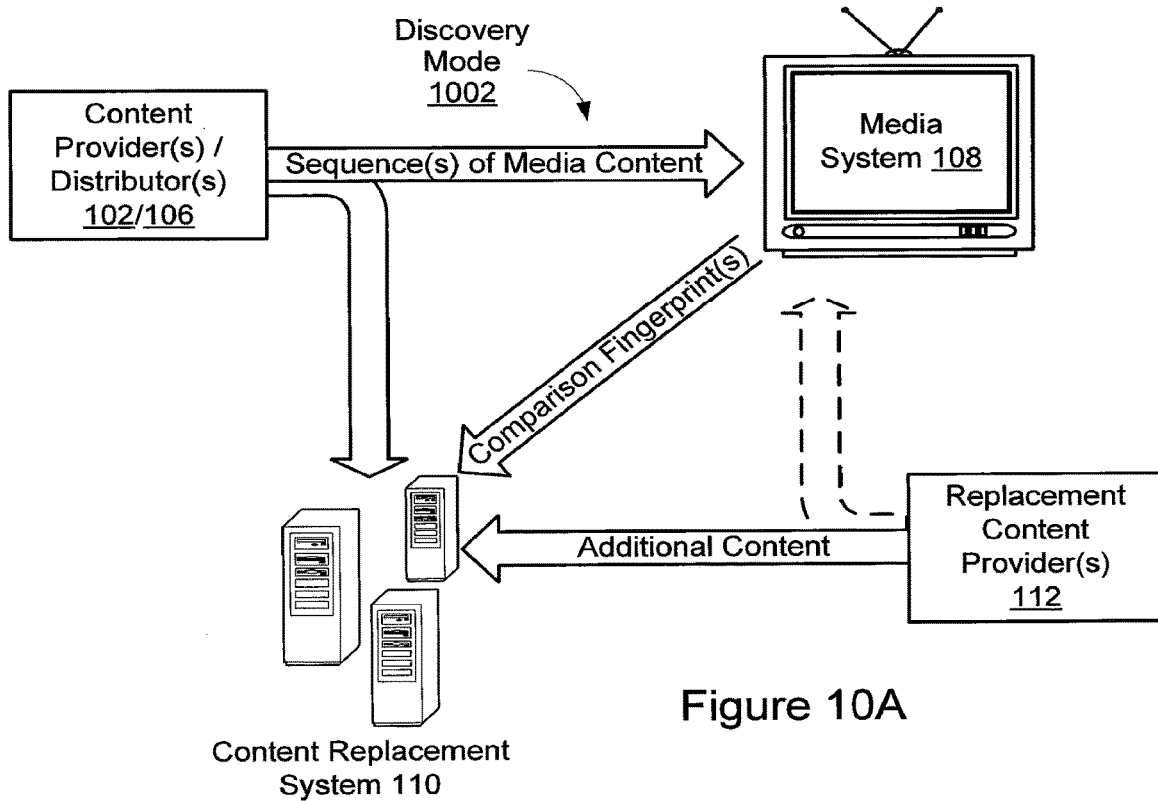 Discovery
Mode
1002
Content
Provider(s) /
Distributor(s)
102/106
Sequence(s) of Media Content
Media
System 108
Comparison Fingerprint(s)
Additional Content
Replacement
Content
Provider(s)
112
Content Replacement
System 110
Figure 10A